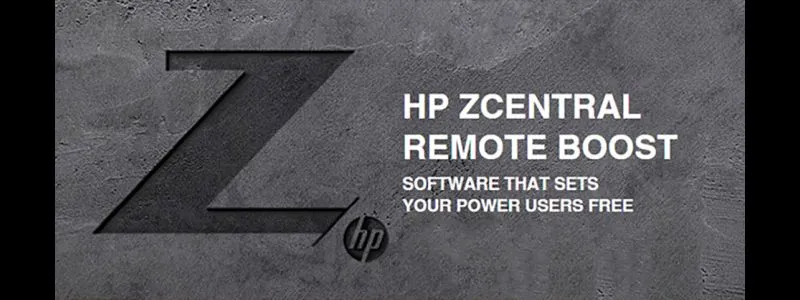 Z
hp
HP ZCENTRAL
REMOTE BOOST
SOFTWARE THAT SETS
YOUR POWER USERS FREE